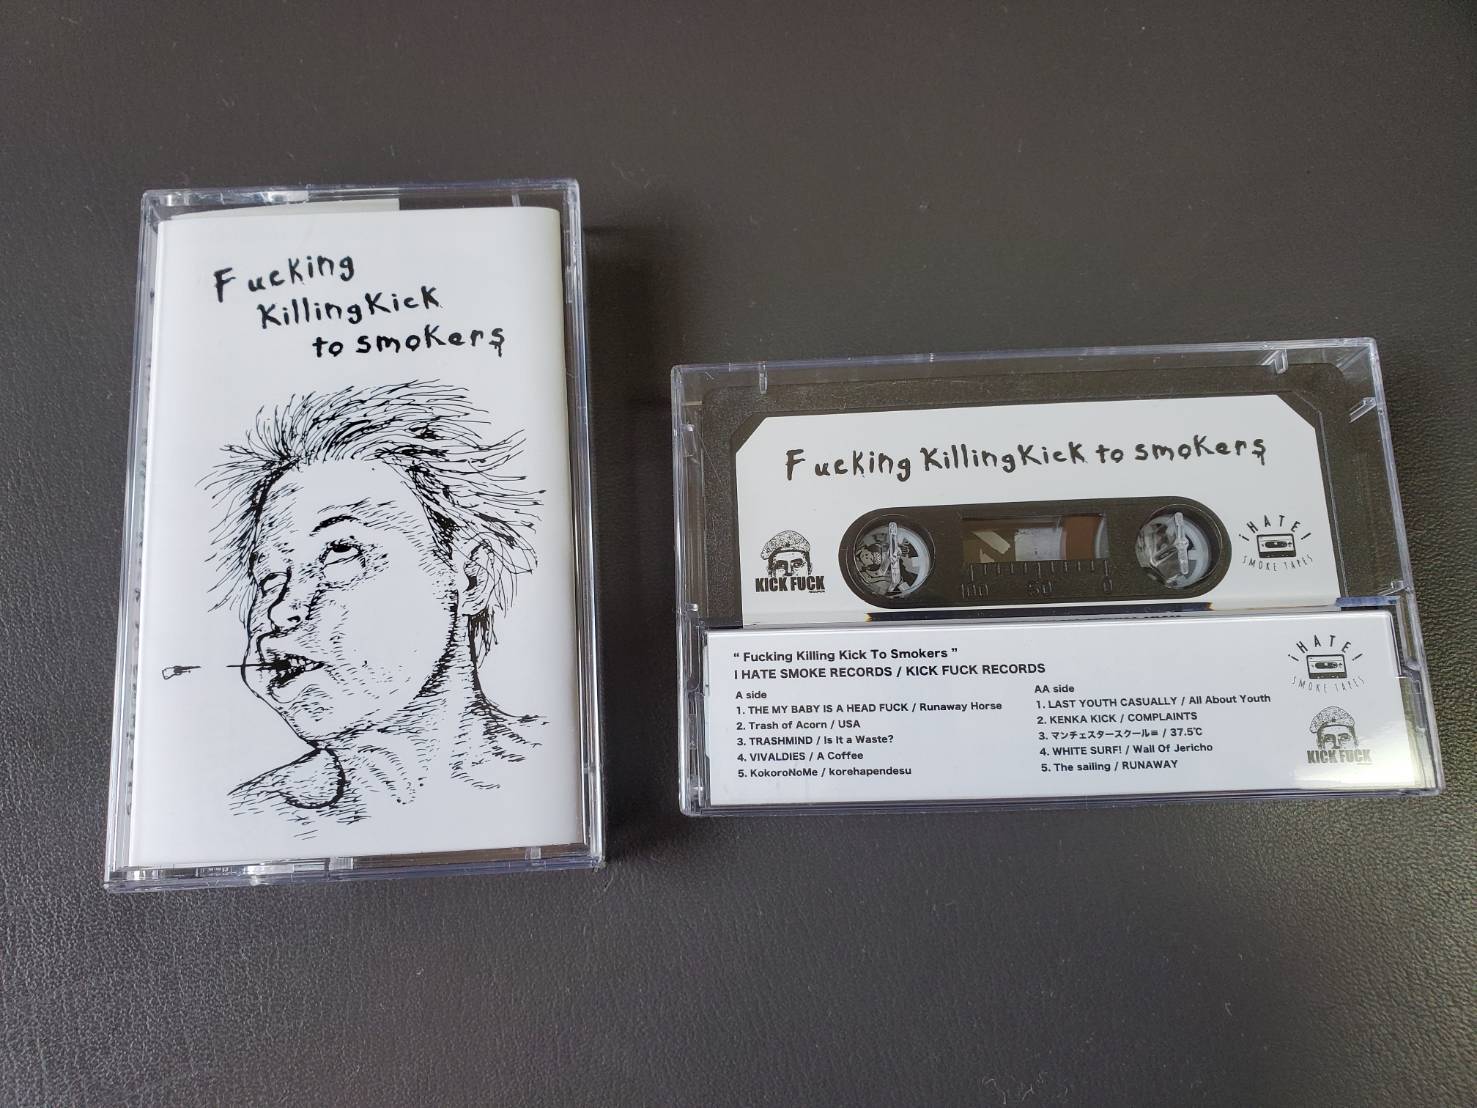 Fucking
KillingKick
to smokers
Fucking KillingKick to smokers
KICK FUCK
i HATE !
SMOKE TAPES
100 50 0
“ Fucking Killing Kick To Smokers ”
I HATE SMOKE RECORDS / KICK FUCK RECORDS
A side
1. THE MY BABY IS A HEAD FUCK / Runaway Horse
2. Trash of Acorn / USA
3. TRASHMIND / Is It a Waste?
4. VIVALDIES / A Coffee
5. KokoroNoMe / korehapendesu
AA side
1. LAST YOUTH CASUALLY / All About Youth
2. KENKA KICK / COMPLAINTS
3. マンチェスタースクール≡ / 37.5℃
4. WHITE SURF! / Wall Of Jericho
5. The sailing / RUNAWAY
i HATE !
SMOKE TAPES
KICK FUCK